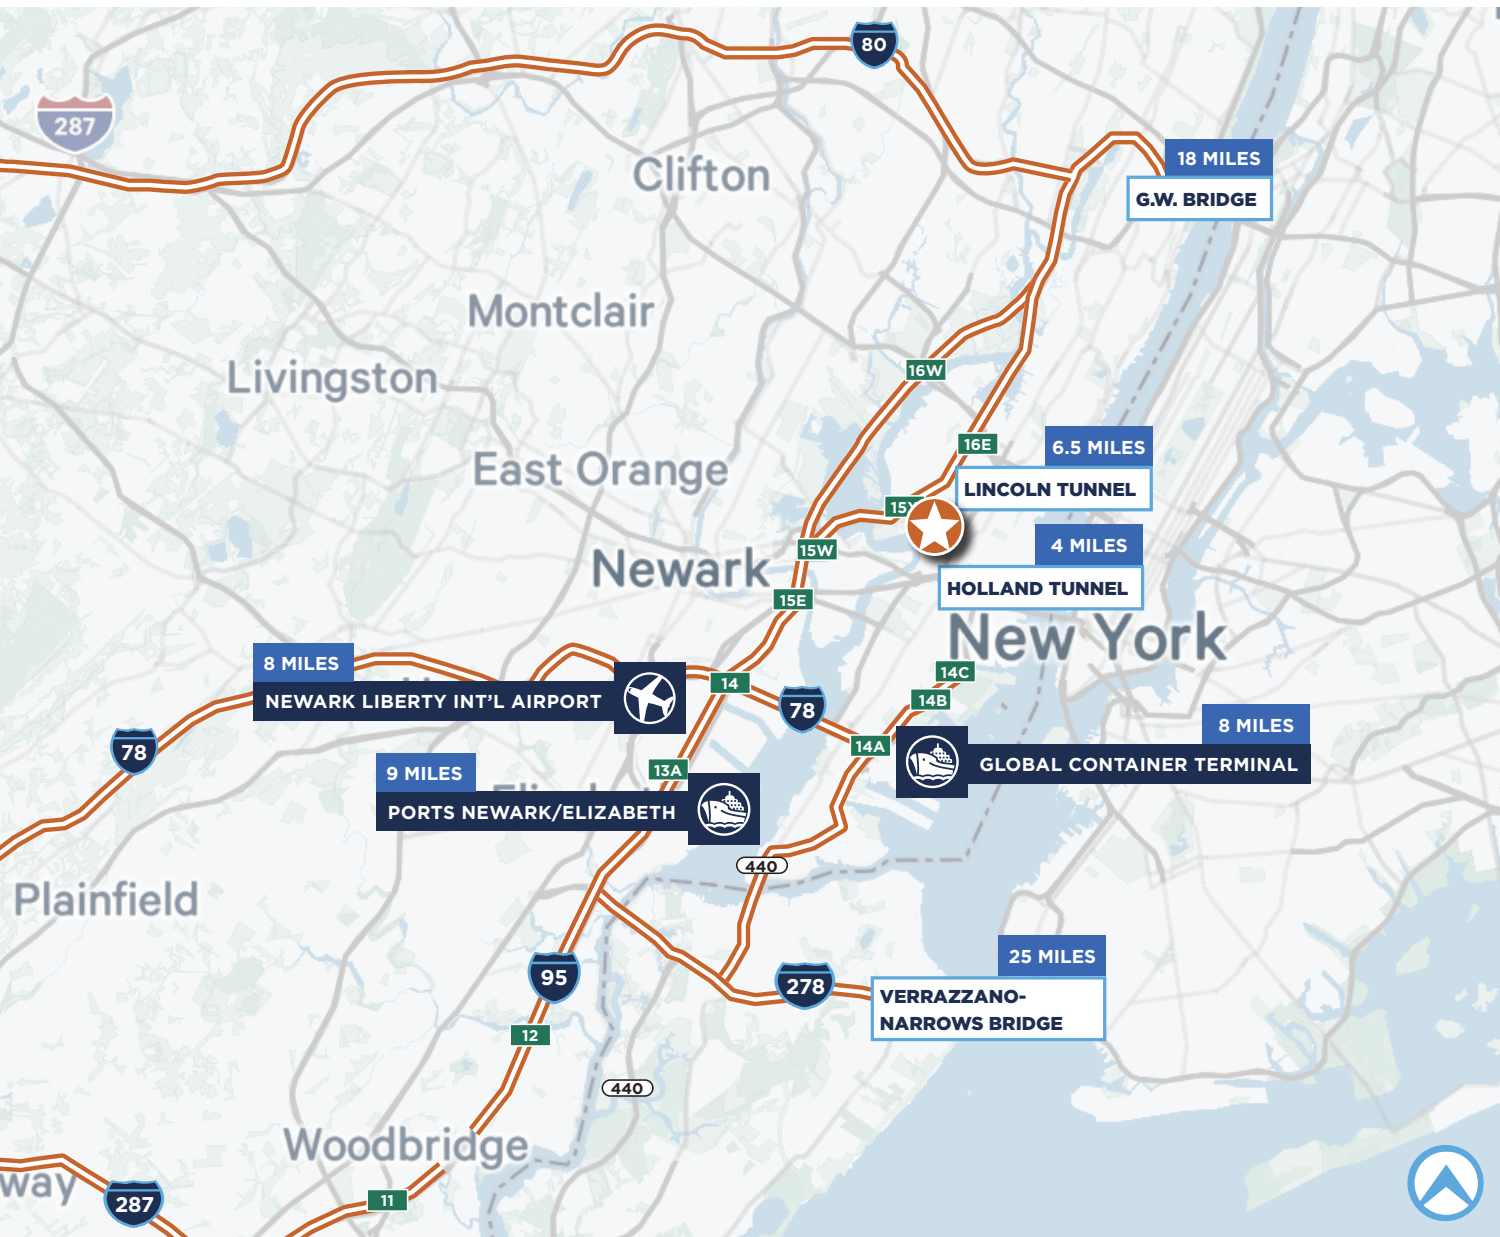 80
287
Clifton
18 MILES
G.W. BRIDGE
Montclair
Livingston
16W
16E
6.5 MILES
East Orange
LINCOLN TUNNEL
4 MILES
15W
Newark
HOLLAND TUNNEL
15E
New York
8 MILES
14C
NEWARK LIBERTY INT'L AIRPORT
14
14B
78
78
8 MILES
14A
GLOBAL CONTAINER TERMINAL
13A
9 MILES
PORTS NEWARK/ELIZABETH
440
Plainfield
25 MILES
95
278
VERRAZZANO-
NARROWS BRIDGE
12
440
Woodbridge
way
11
287